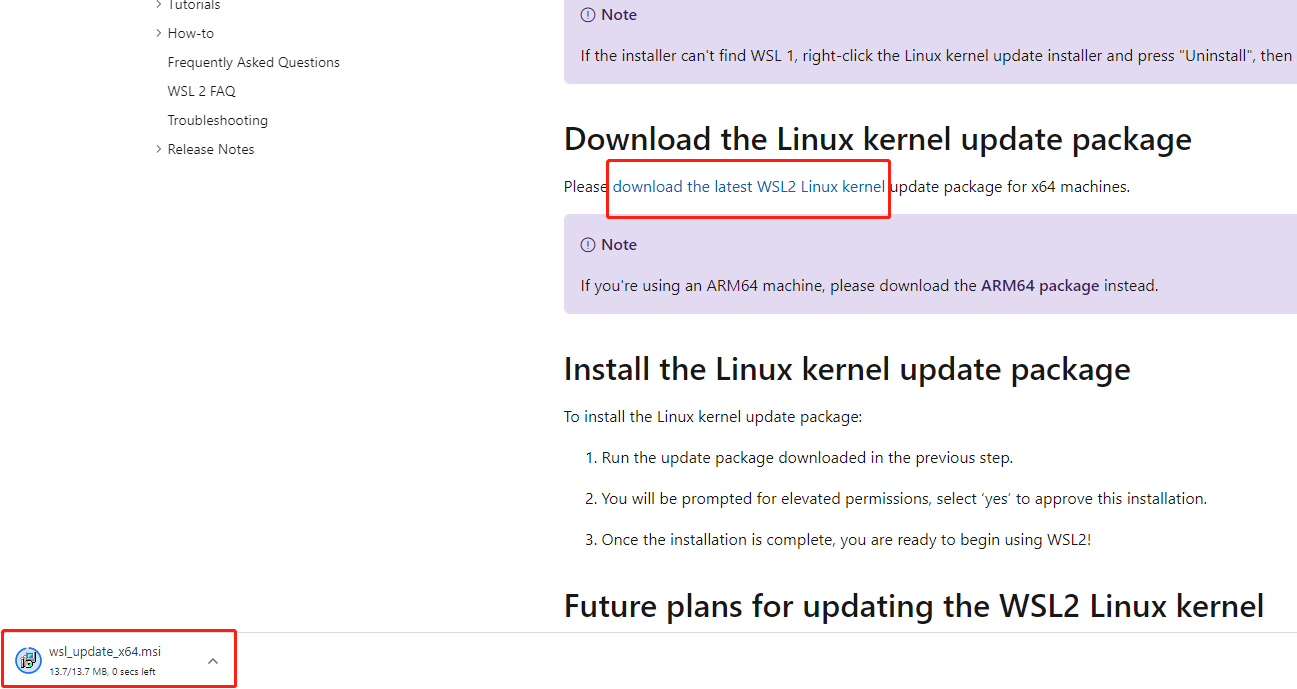 Tutorials
How-to
Frequently Asked Questions
WSL 2 FAQ
Troubleshooting
Release Notes
Note
If the installer can't find WSL 1, right-click the Linux kernel update installer and press "Uninstall", then
Download the Linux kernel update package
Please download the latest WSL2 Linux kernel update package for x64 machines.
Note
If you're using an ARM64 machine, please download the ARM64 package instead.
Install the Linux kernel update package
To install the Linux kernel update package:
1. Run the update package downloaded in the previous step.
2. You will be prompted for elevated permissions, select ‘yes’ to approve this installation.
3. Once the installation is complete, you are ready to begin using WSL2!
Future plans for updating the WSL2 Linux kernel
wsl_update_x64.msi
13.7/13.7 MB, 0 secs left